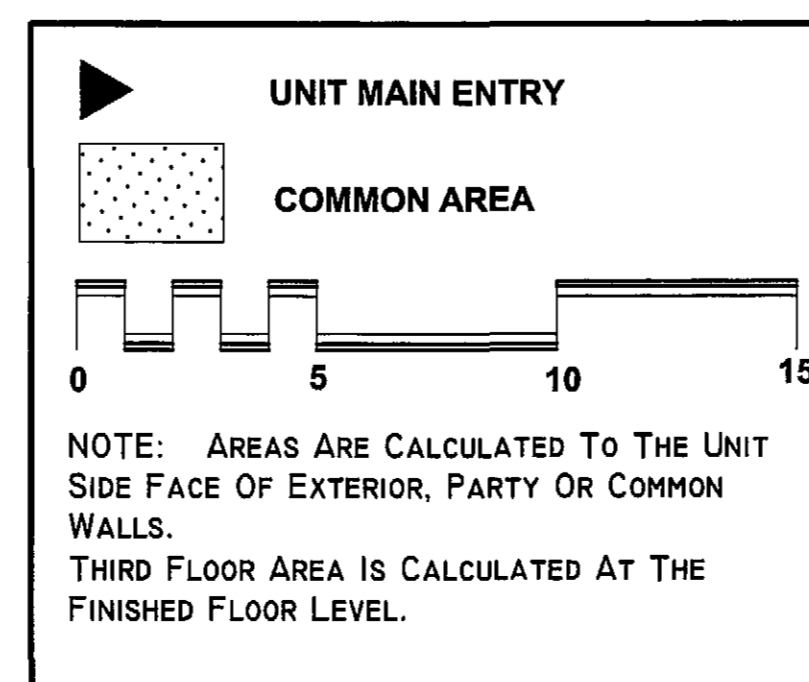 UNIT MAIN ENTRY
COMMON AREA
0 5 10 15
NOTE: AREAS ARE CALCULATED TO THE UNIT
SIDE FACE OF EXTERIOR, PARTY OR COMMON
WALLS.
THIRD FLOOR AREA IS CALCULATED AT THE
FINISHED FLOOR LEVEL.